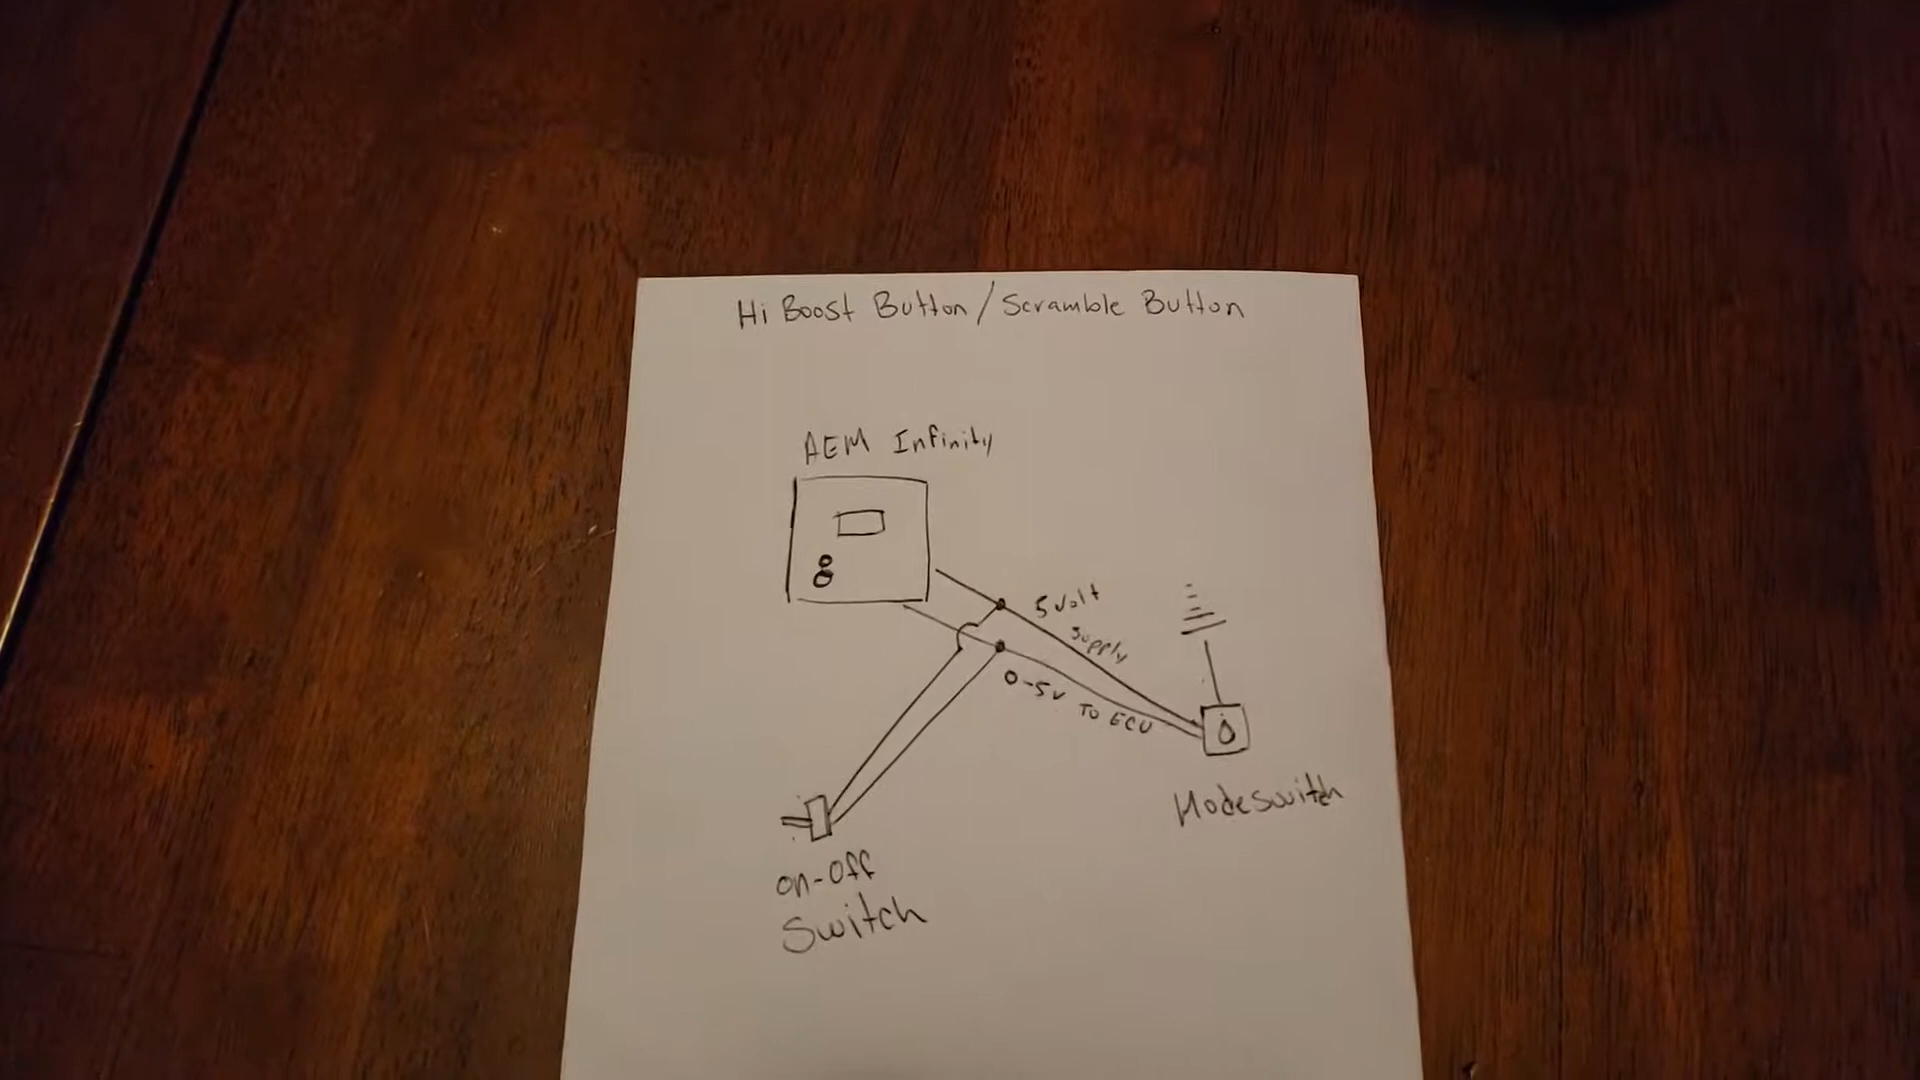 Hi Boost Button/Scramble Button
AEM Infinity
5 volt
supply
0-5v TO ECU
Modeswitch
on-off
Switch